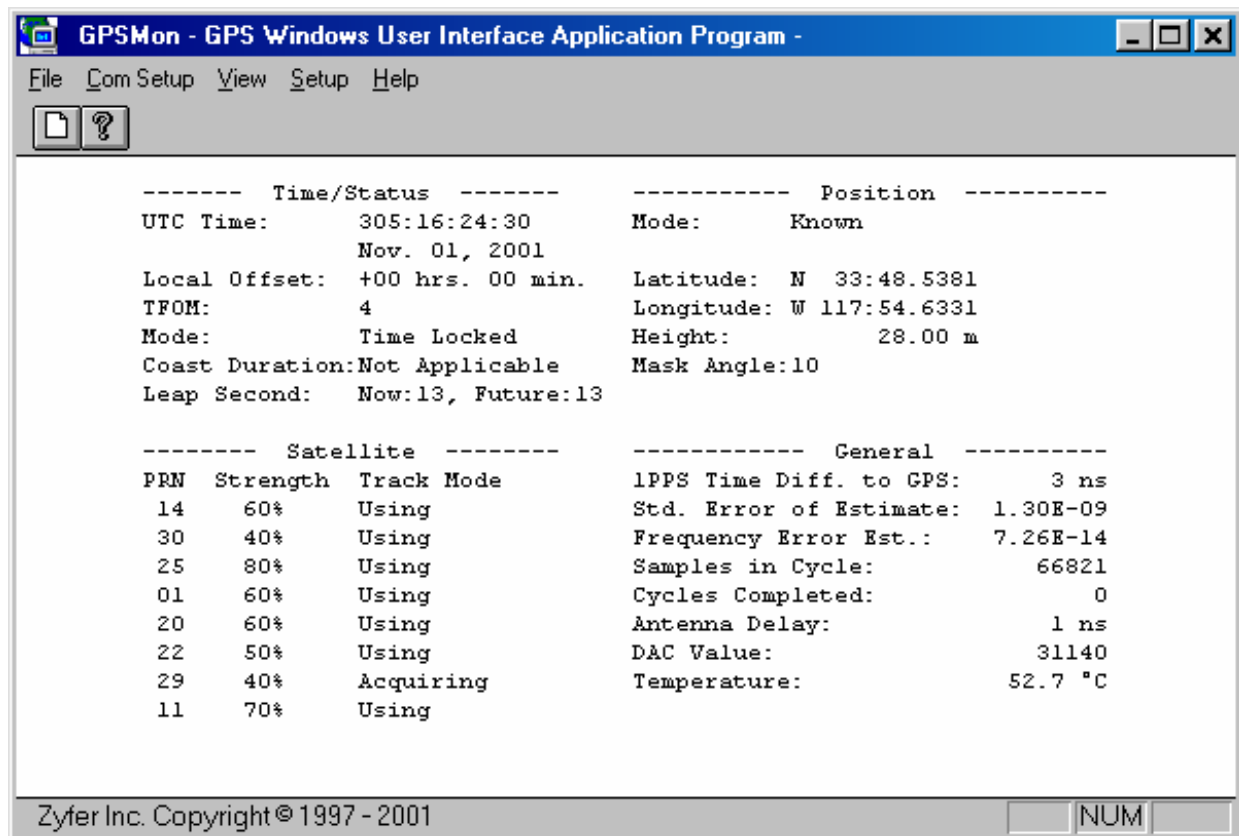 GPSMon - GPS Windows User Interface Application Program -
File Com Setup View Setup Help
------- Time/Status -------
UTC Time: 305:16:24:30
Nov. 01, 2001
Local Offset: +00 hrs. 00 min.
TFOM: 4
Mode: Time Locked
Coast Duration:Not Applicable
Leap Second: Now:13, Future:13
----------- Position ----------
Mode: Known
Latitude: N 33:48.5381
Longitude: W 117:54.6331
Height: 28.00 m
Mask Angle:10
-------- Satellite --------
PRN Strength Track Mode
14 60% Using
30 40% Using
25 80% Using
01 60% Using
20 60% Using
22 50% Using
29 40% Acquiring
11 70% Using
------------ General ----------
1PPS Time Diff. to GPS: 3 ns
Std. Error of Estimate: 1.30E-09
Frequency Error Est.: 7.26E-14
Samples in Cycle: 66821
Cycles Completed: 0
Antenna Delay: 1 ns
DAC Value: 31140
Temperature: 52.7 °C
Zyfer Inc. Copyright © 1997 - 2001
NUM